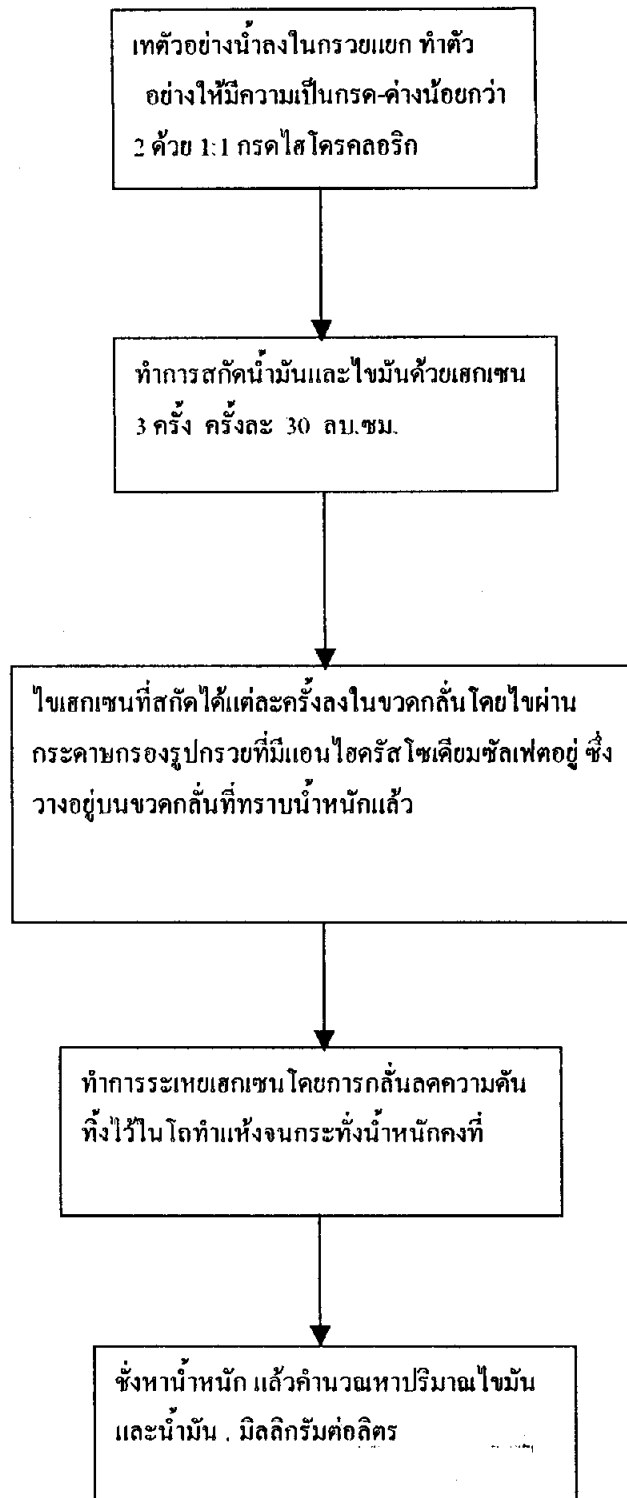 เทตัวอย่างน้ำลงในกรวยแยก ทำตัว
อย่างให้มีความเป็นกรด-ด่างน้อยกว่า
2 ด้วย 1:1 กรดไฮโดรคลอริก
ทำการสกัดน้ำมันและไขมันด้วยเฮกเซน
3 ครั้ง ครั้งละ 30 ลบ.ซม.
ไขเฮกเซนที่สกัดได้แต่ละครั้งลงในขวดกลั่นโดยไขผ่าน
กระดาษกรองรูปกรวยที่มีแอนไฮดรัสโซเดียมซัลเฟตอยู่ ซึ่ง
วางอยู่บนขวดกลั่นที่ทราบน้ำหนักแล้ว
ทำการระเหยเฮกเซนโดยการกลั่นลดความดัน
ทิ้งไว้ในโถทำแห้งจนกระทั่งน้ำหนักคงที่
ชั่งหาน้ำหนัก แล้วคำนวณหาปริมาณไขมัน
และน้ำมัน , มิลลิกรัมต่อลิตร